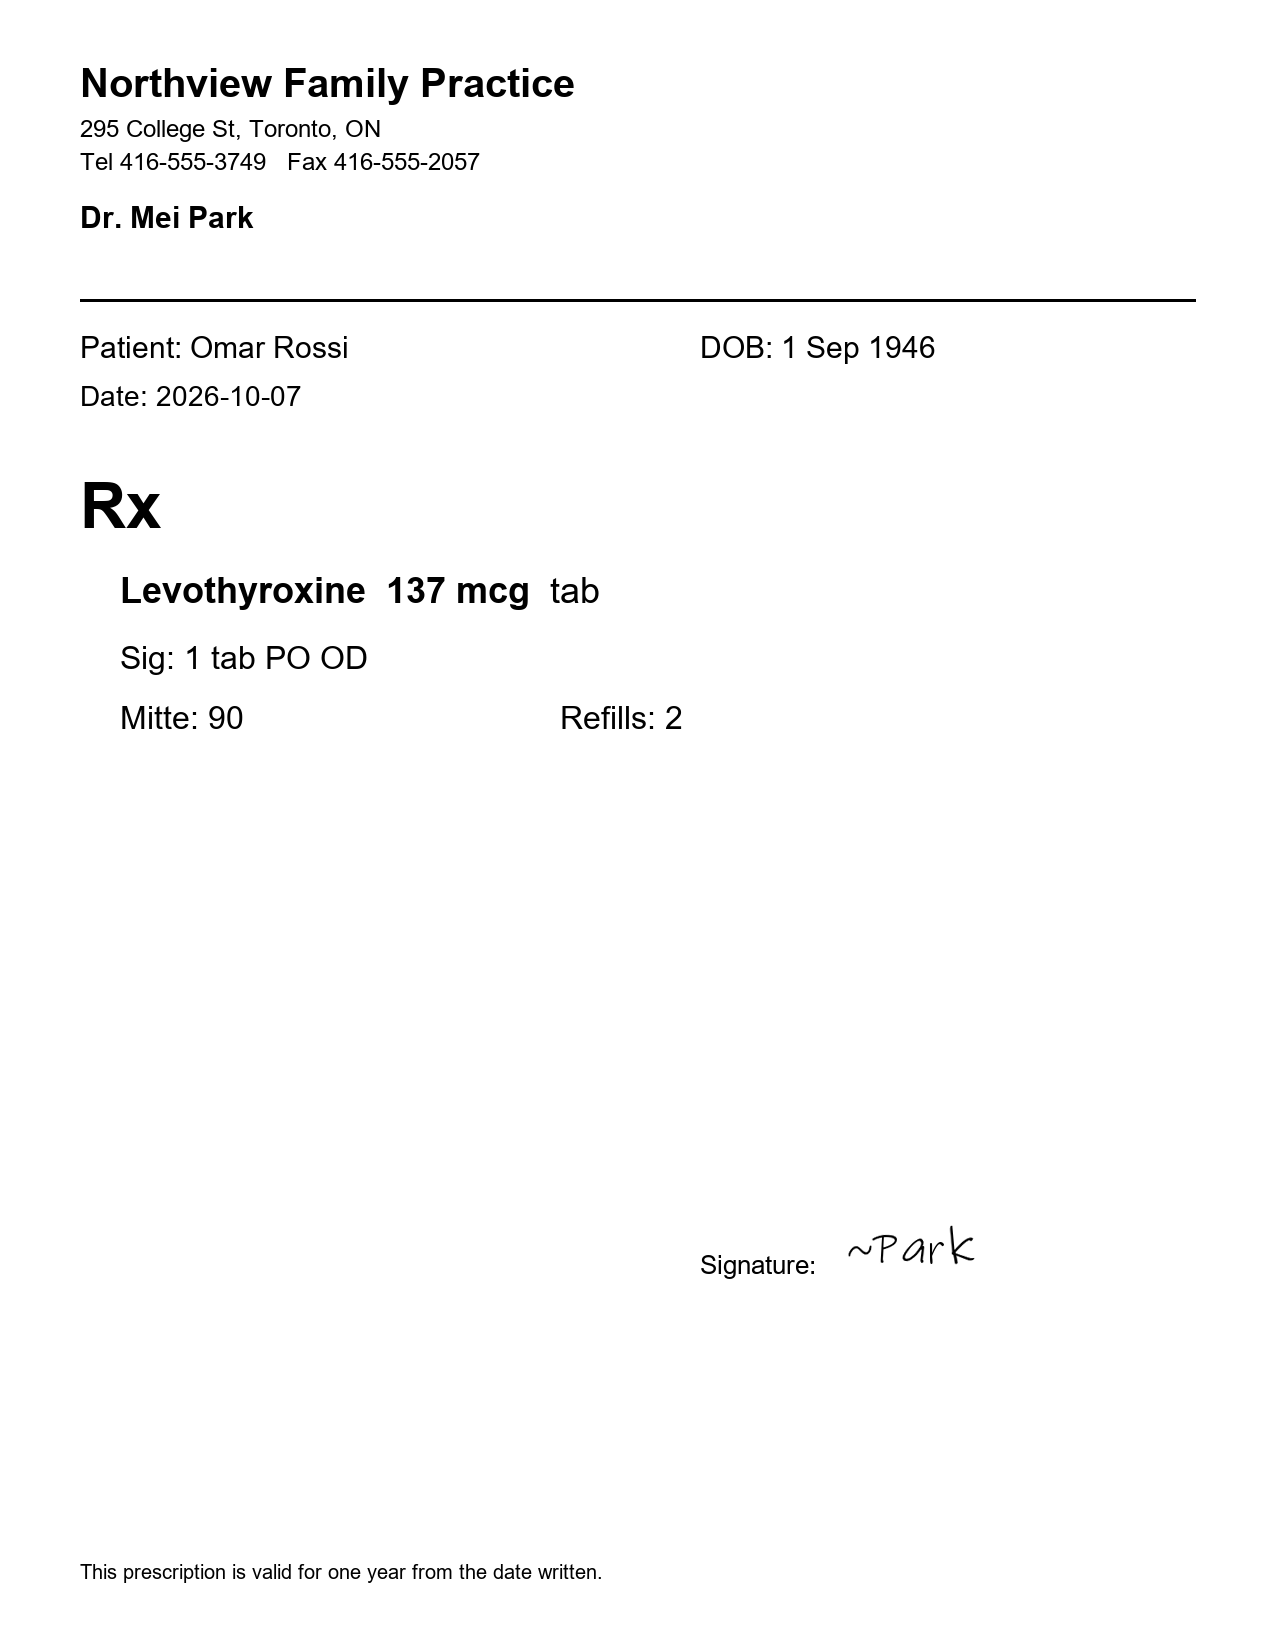 Northview Family Practice
295 College St, Toronto, ON
Tel 416-555-3749 Fax 416-555-2057
Dr. Mei Park
Patient: Omar Rossi DOB: 1 Sep 1946
Date: 2026-10-07
Rx
Levothyroxine 137 mcg tab
Sig: 1 tab PO OD
Mitte: 90 Refills: 2
Signature: ~Park
This prescription is valid for one year from the date written.